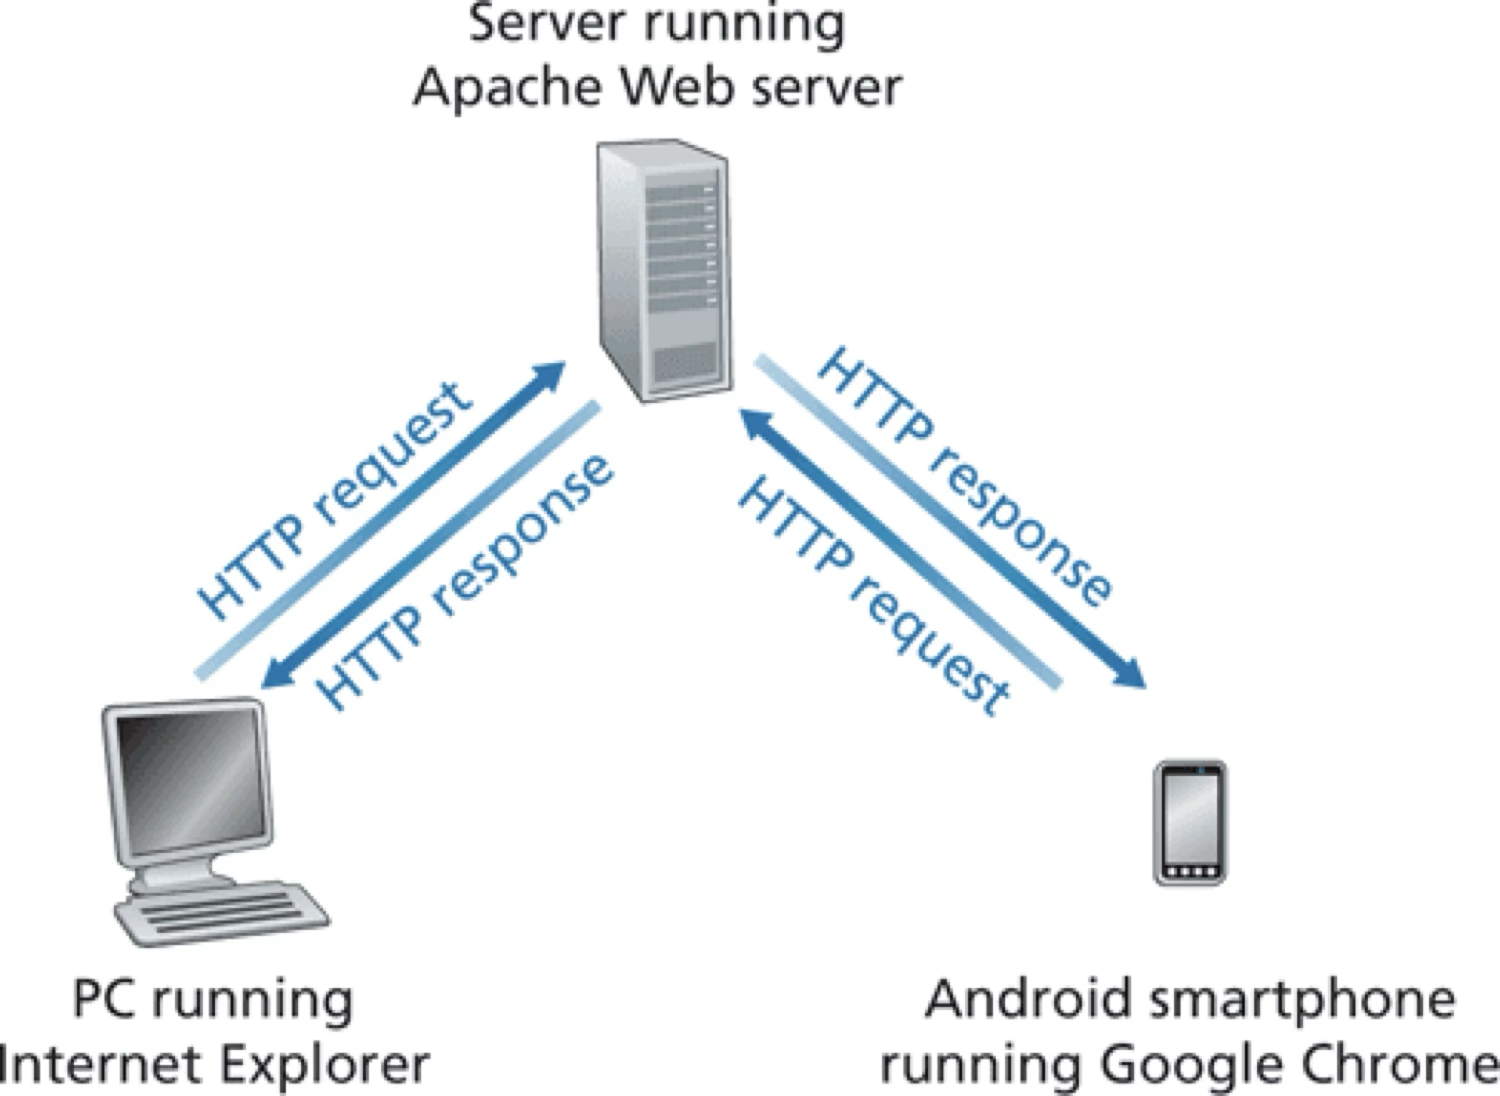 Server running
Apache Web server
HTTP request
HTTP response
HTTP response
HTTP request
PC running
Internet Explorer
Android smartphone
running Google Chrome